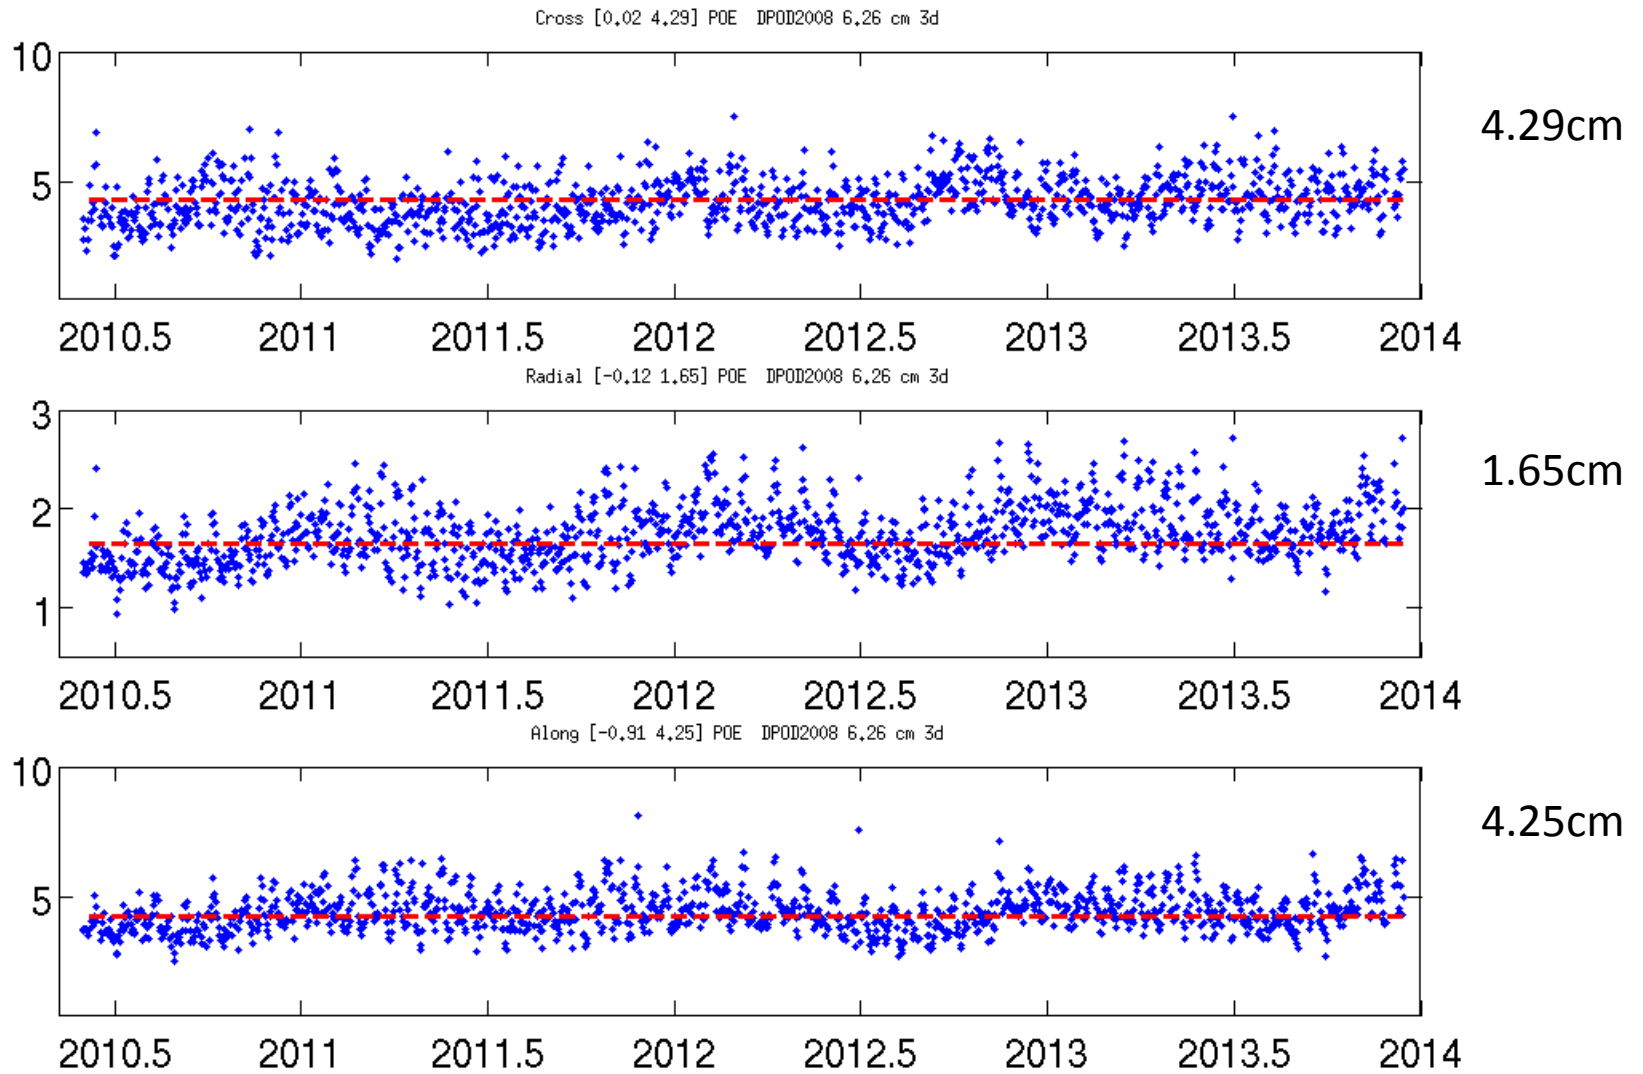 Cross [0.02 4.29] POE DPOD2008 6.26 cm 3d
10
5
4.29cm
2010.5 2011 2011.5 2012 2012.5 2013 2013.5 2014
Radial [-0.12 1.65] POE DPOD2008 6.26 cm 3d
3
2
1
1.65cm
2010.5 2011 2011.5 2012 2012.5 2013 2013.5 2014
Along [-0.91 4.25] POE DPOD2008 6.26 cm 3d
10
5
4.25cm
2010.5 2011 2011.5 2012 2012.5 2013 2013.5 2014